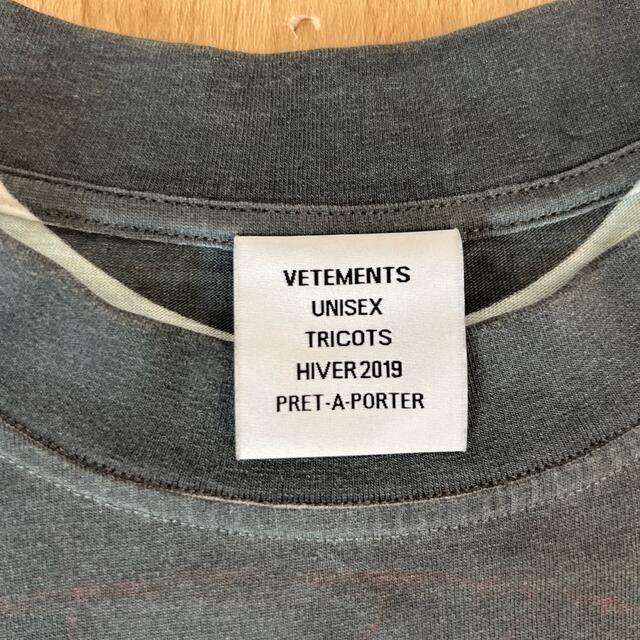 VETEMENTS
UNISEX
TRICOTS
HIVER 2019
PRET-A-PORTER